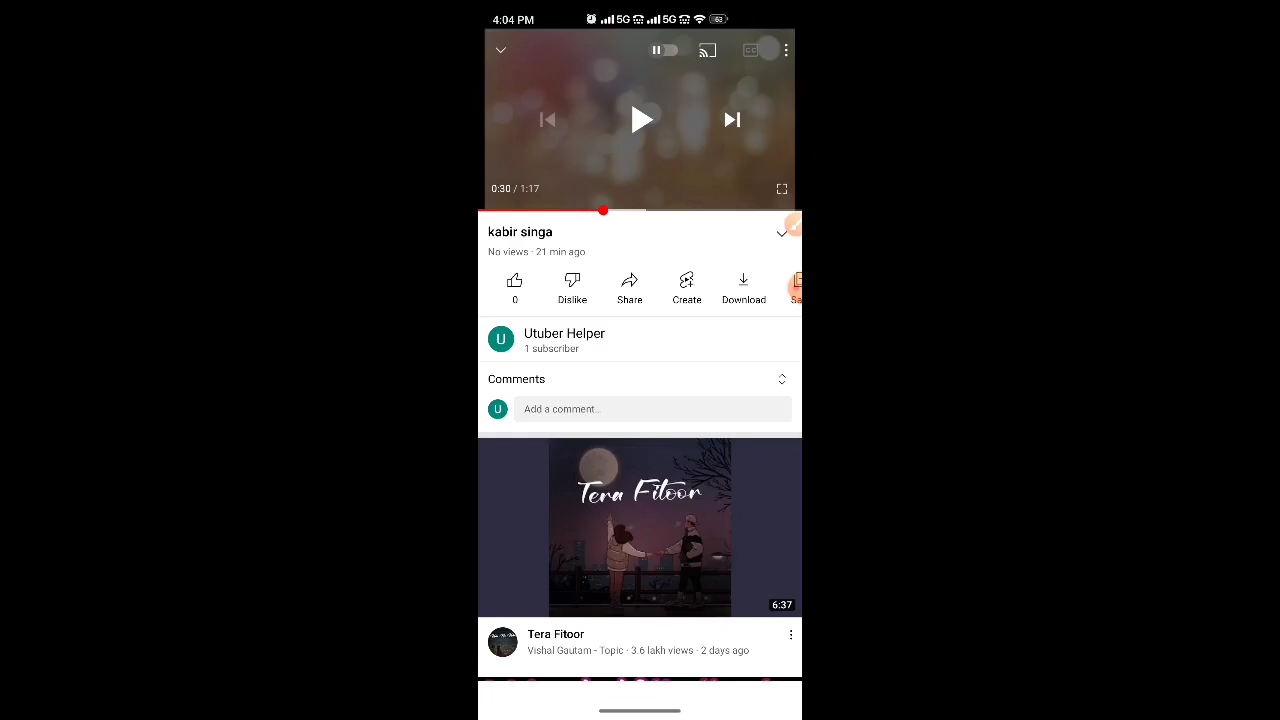 4:04 PM 5G 5G 63
CC
0:30 / 1:17
kabir singa
No views · 21 min ago
0 Dislike Share Create Download
U Utuber Helper
1 subscriber
Comments
U Add a comment...
Tera Fitoor
6:37
Tera Fitoor
Vishal Gautam - Topic · 3.6 lakh views · 2 days ago